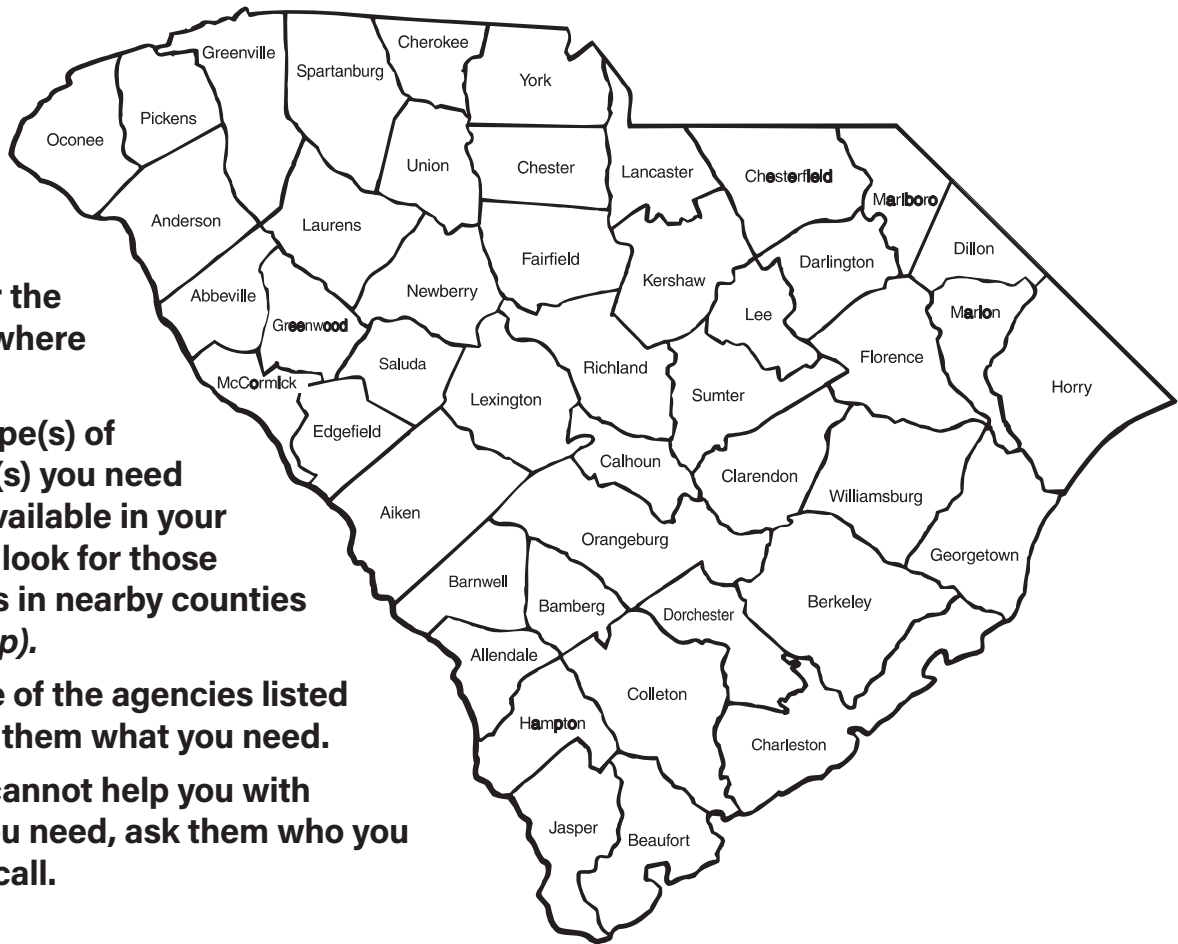 Cherokee
Greenville
Spartanburg
York
Pickens
Oconee
Union
Chester
Lancaster
Chesterfield
Marlboro
Anderson
Laurens
Dillon
Fairfield
Darlington
Kershaw
Abbeville
Newberry
Lee
Marion
Greenwood
Saluda
Richland
Florence
McCormick
Lexington
Sumter
Horry
Edgefield
Calhoun
Clarendon
Williamsburg
Aiken
Orangeburg
Georgetown
Barnwell
Bamberg
Dorchester
Berkeley
Allendale
Colleton
Hampton
Charleston
Jasper
Beaufort
r the
where
pe(s) of
(s) you need
vailable in your
look for those
s in nearby counties
p).
e of the agencies listed
them what you need.
cannot help you with
ou need, ask them who you
call.